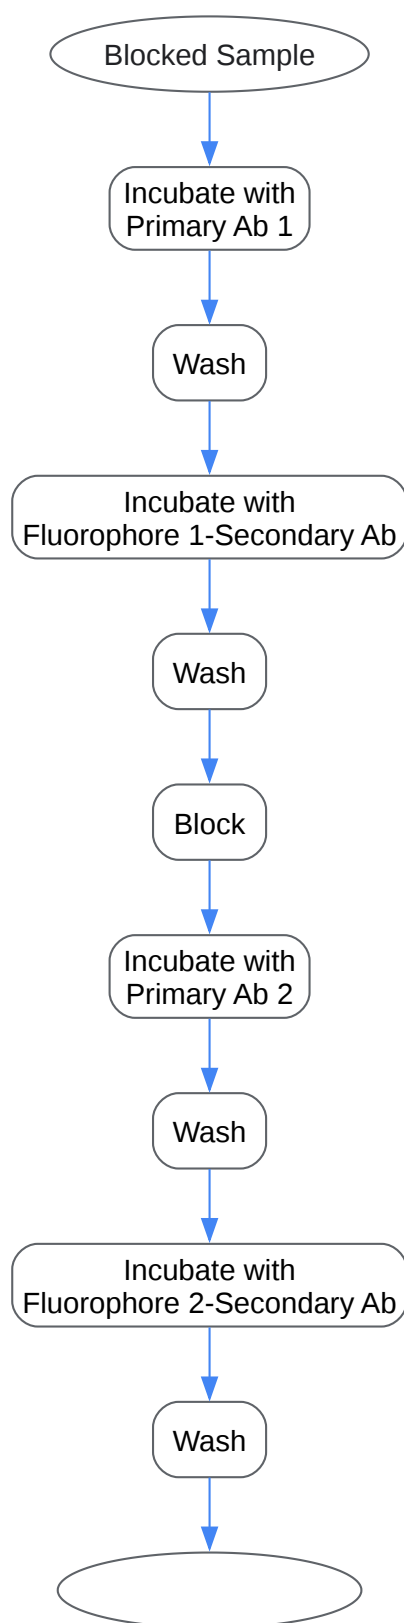 Blocked Sample
Incubate with
Primary Ab 1
Wash
Incubate with
Fluorophore 1-Secondary Ab
Wash
Block
Incubate with
Primary Ab 2
Wash
Incubate with
Fluorophore 2-Secondary Ab
Wash